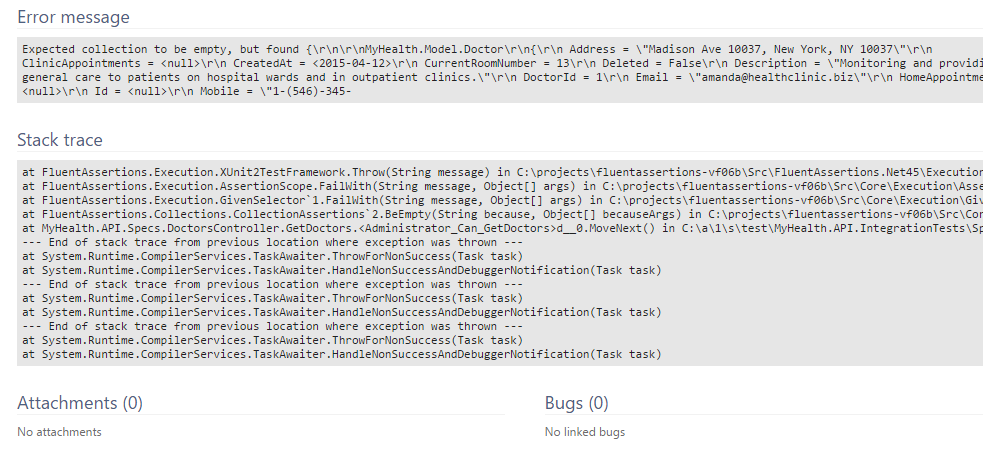 Error message
Expected collection to be empty, but found {\r\n\r\nMyHealth.Model.Doctor\r\n{\r\n Address = \"Madison Ave 10037, New York, NY 10037\"\r\n
ClinicAppointments = <null>\r\n CreatedAt = <2015-04-12>\r\n CurrentRoomNumber = 13\r\n Deleted = False\r\n Description = \"Monitoring and providi
general care to patients on hospital wards and in outpatient clinics.\"\r\n DoctorId = 1\r\n Email = \"amanda@healthclinic.biz\"\r\n HomeAppointme
<null>\r\n Id = <null>\r\n Mobile = \"1-(546)-345-
Stack trace
at FluentAssertions.Execution.XUnit2TestFramework.Throw(String message) in C:\projects\fluentassertions-vf06b\Src\FluentAssertions.Net45\Execution
at FluentAssertions.Execution.AssertionScope.FailWith(String message, Object[] args) in C:\projects\fluentassertions-vf06b\Src\Core\Execution\Asse
at FluentAssertions.Execution.GivenSelector`1.FailWith(String message, Object[] args) in C:\projects\fluentassertions-vf06b\Src\Core\Execution\Giv
at FluentAssertions.Collections.CollectionAssertions`2.BeEmpty(String because, Object[] becauseArgs) in C:\projects\fluentassertions-vf06b\Src\Cor
at MyHealth.API.Specs.DoctorsController.GetDoctors.<Administrator_Can_GetDoctors>d__0.MoveNext() in C:\a\1\s\test\MyHealth.API.IntegrationTests\Sp
--- End of stack trace from previous location where exception was thrown ---
at System.Runtime.CompilerServices.TaskAwaiter.ThrowForNonSuccess(Task task)
at System.Runtime.CompilerServices.TaskAwaiter.HandleNonSuccessAndDebuggerNotification(Task task)
--- End of stack trace from previous location where exception was thrown ---
at System.Runtime.CompilerServices.TaskAwaiter.ThrowForNonSuccess(Task task)
at System.Runtime.CompilerServices.TaskAwaiter.HandleNonSuccessAndDebuggerNotification(Task task)
--- End of stack trace from previous location where exception was thrown ---
at System.Runtime.CompilerServices.TaskAwaiter.ThrowForNonSuccess(Task task)
at System.Runtime.CompilerServices.TaskAwaiter.HandleNonSuccessAndDebuggerNotification(Task task)
Attachments (0)
No attachments
Bugs (0)
No linked bugs